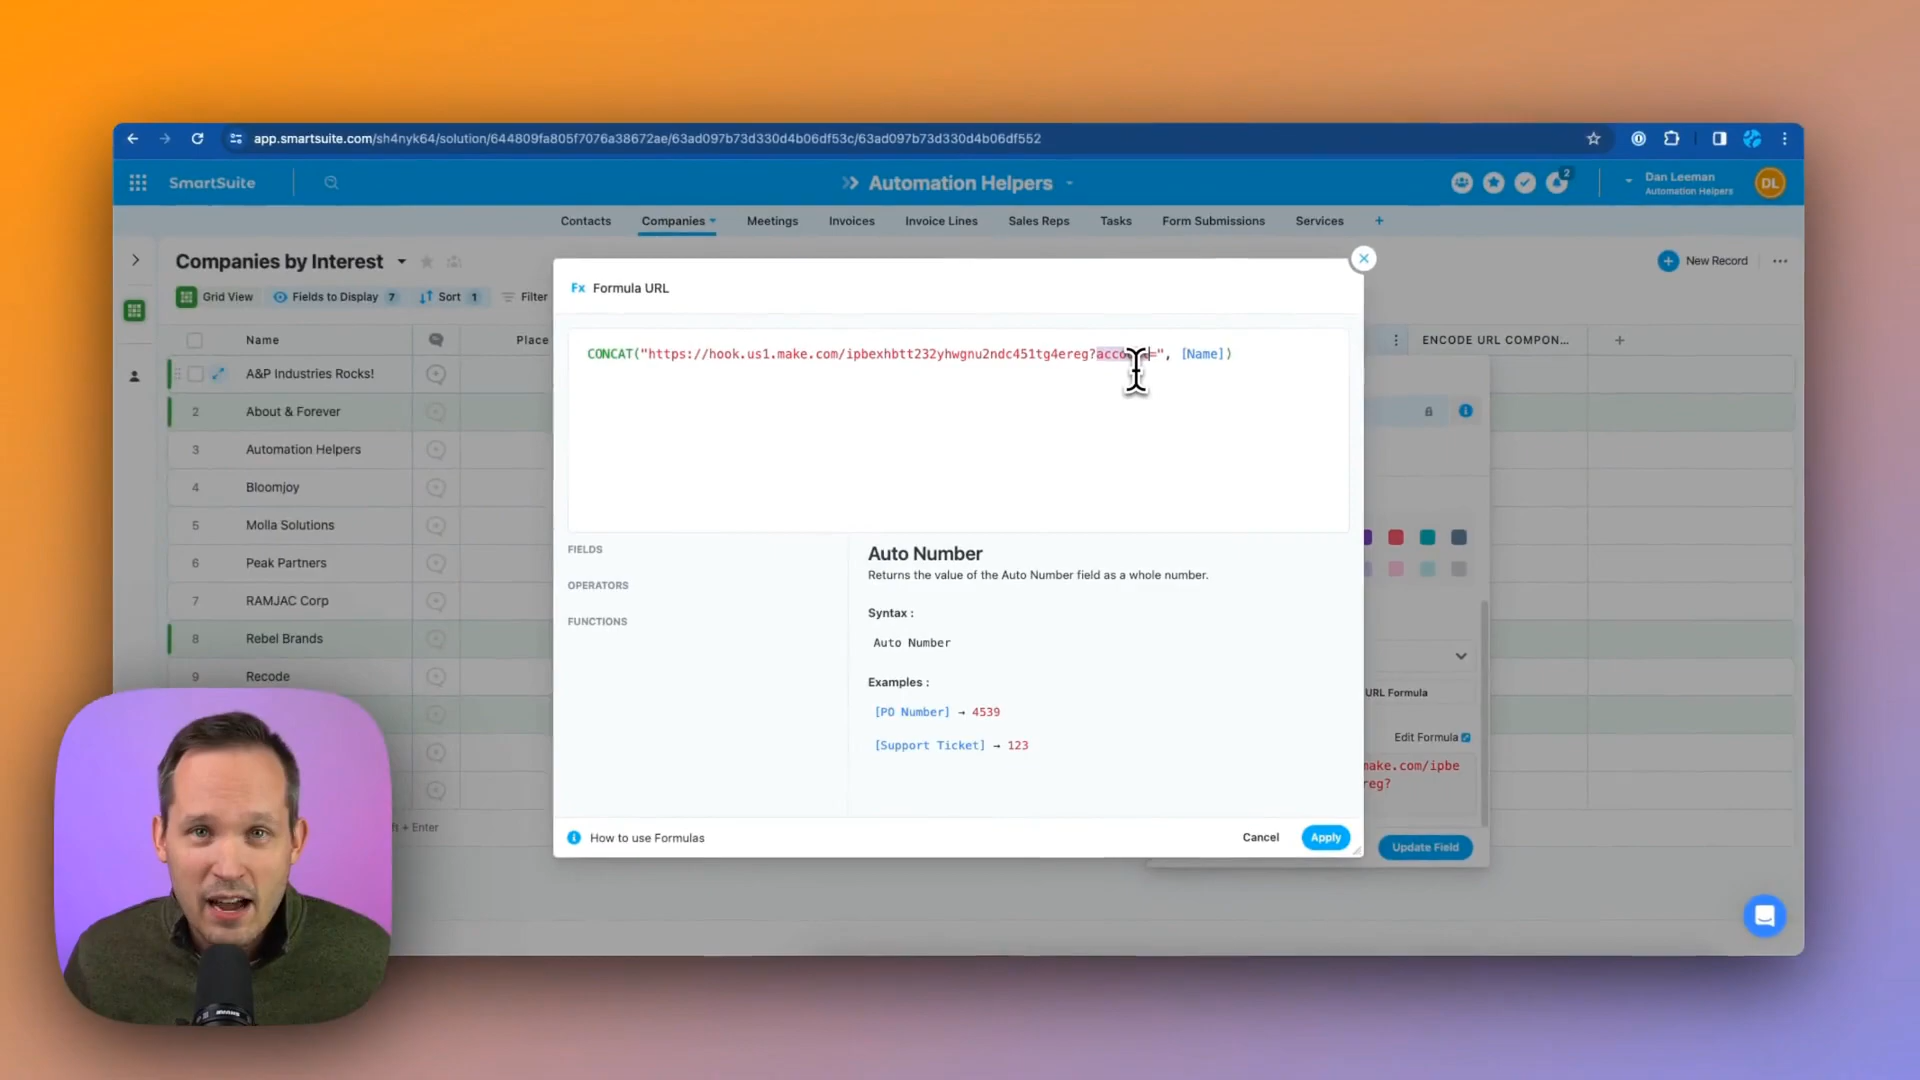 app.smartsuite.com/sh4nyk64/solution/644809fa805f7076a38672ae/63ad097b73d330d4b06df53c/63ad097b73d330d4b06df552
SmartSuite
Automation Helpers
2
Dan Leeman
Automation Helpers
DL
Contacts
Companies
Meetings
Invoices
Invoice Lines
Sales Reps
Tasks
Form Submissions
Services
Companies by Interest
New Record
Grid View
Fields to Display 7
Sort 1
Filter
Name
Place
ENCODE URL COMPON...
A&P Industries Rocks!
2 About & Forever
3 Automation Helpers
4 Bloomjoy
5 Molla Solutions
6 Peak Partners
7 RAMJAC Corp
8 Rebel Brands
9 Recode
ft + Enter
Fx Formula URL
CONCAT("https://hook.us1.make.com/ipbexhbtt232yhwgnu2ndc451tg4ereg?account=", [Name])
FIELDS
OPERATORS
FUNCTIONS
Auto Number
Returns the value of the Auto Number field as a whole number.
Syntax :
Auto Number
Examples :
[PO Number] → 4539
[Support Ticket] → 123
How to use Formulas
Cancel
Apply
URL Formula
Edit Formula
make.com/ipbe
reg?
Update Field